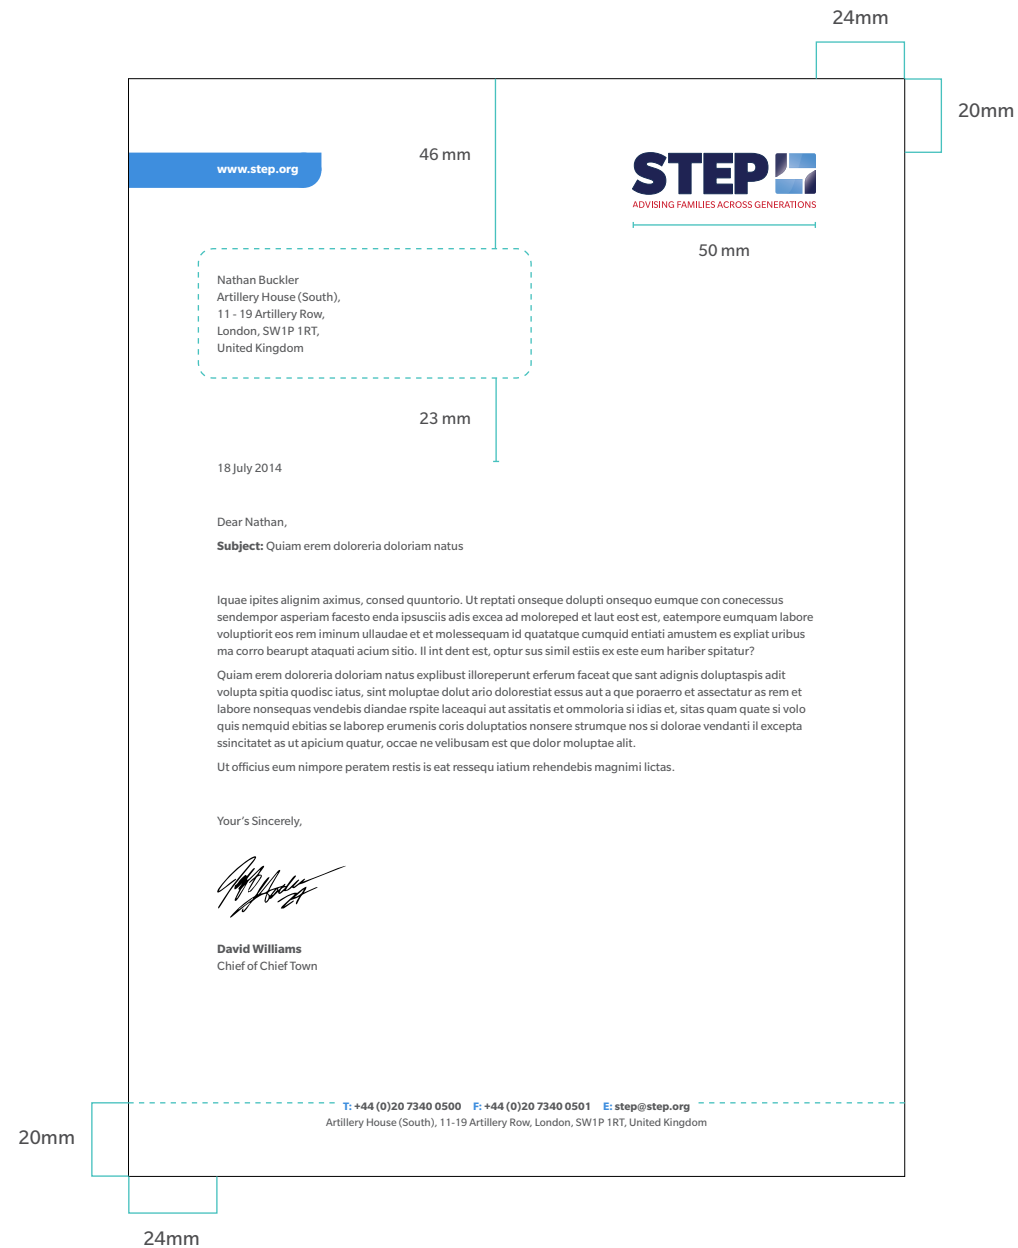 24mm
20mm
46 mm
www.step.org
STEP
ADVISING FAMILIES ACROSS GENERATIONS
50 mm
Nathan Buckler
Artillery House (South),
11 - 19 Artillery Row,
London, SW1P 1RT,
United Kingdom
23 mm
18 July 2014
Dear Nathan,
Subject: Quiam erem doloreria doloriam natus
Iquae ipites alignim aximus, consed quuntorio. Ut reptati onseque dolupti onsequo eumque con conecessus
sendempor asperiam facesto enda ipsusciis adis excea ad moloreped et laut eost est, eatempore eumquam labore
voluptiorit eos rem iminum ullaudae et et molessequam id quatatque cumquid entiati amustem es expliat uribus
ma corro bearupt ataquati acium sitio. Il int dent est, optur sus simil estiis ex este eum hariber spitatur?
Quiam erem doloreria doloriam natus explibust illoreperunt erferum faceat que sant adignis doluptaspis adit
volupta spitia quodisc iatus, sint moluptae dolut ario dolorestiat essus aut a que poraerro et assectatur as rem et
labore nonsequas vendebis diandae rspite laceaqui aut assitatis et ommoloria si idias et, sitas quam quate si volo
quis nemquid ebitias se laborep erumenis coris doluptatios nonsere strumque nos si dolorae vendanti il excepta
ssincitatet as ut apicium quatur, occae ne velibusam est que dolor moluptae alit.
Ut officius eum nimpore peratem restis is eat ressequ iatium rehendebis magnimi lictas.
Your's Sincerely,
David Williams
Chief of Chief Town
T: +44 (0)20 7340 0500 F: +44 (0)20 7340 0501 E: step@step.org
Artillery House (South), 11-19 Artillery Row, London, SW1P 1RT, United Kingdom
20mm
24mm